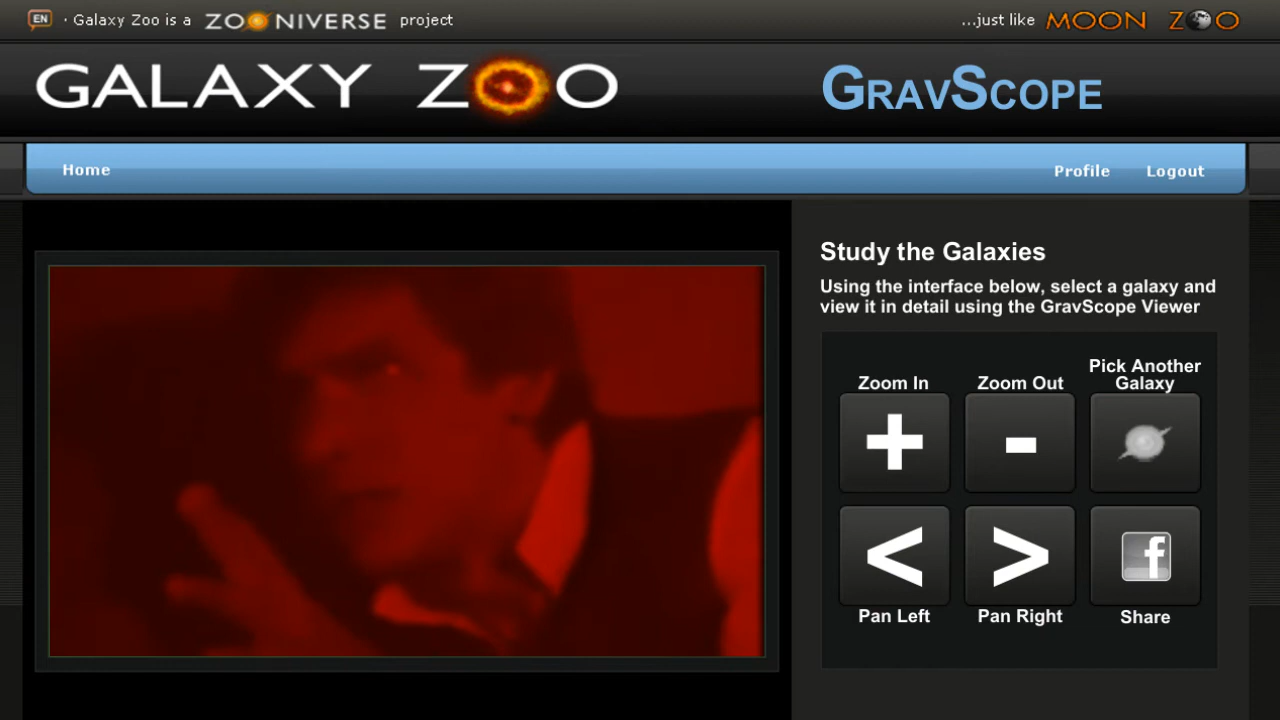 EN · Galaxy Zoo is a ZOONIVERSE project
...just like MOON ZOO
GALAXY ZOO
GRAVSCOPE
Home
Profile
Logout
Study the Galaxies
Using the interface below, select a galaxy and
view it in detail using the GravScope Viewer
Zoom In
Zoom Out
Pick Another
Galaxy
+
-
<
>
f
Pan Left
Pan Right
Share